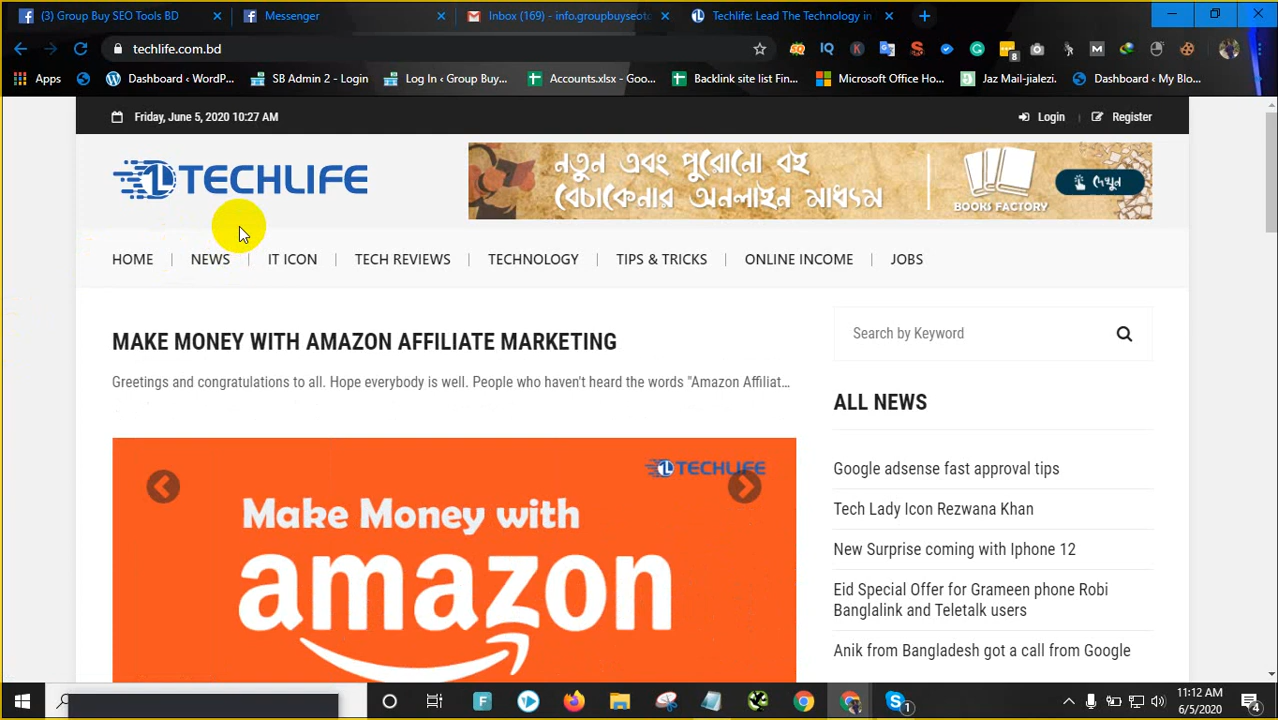 (3) Group Buy SEO Tools BD
Messenger
Inbox (169) - info.groupbuyseoto
Techlife: Lead The Technology in
techlife.com.bd
Apps
Dashboard ‹ WordP...
SB Admin 2 - Login
Log In ‹ Group Buy...
Accounts.xlsx - Goo...
Backlink site list Fin...
Microsoft Office Ho...
Jaz Mail-jialezi.
Dashboard ‹ My Blo...
8
Friday, June 5, 2020 10:27 AM
Login
Register
TECHLIFE
নতুন এবং পুরোনো বই
বেচাকেনার অনলাইন মাধ্যম
BOOKS FACTORY
দেখুন
HOME
NEWS
IT ICON
TECH REVIEWS
TECHNOLOGY
TIPS & TRICKS
ONLINE INCOME
JOBS
MAKE MONEY WITH AMAZON AFFILIATE MARKETING
Greetings and congratulations to all. Hope everybody is well. People who haven't heard the words "Amazon Affiliat...
TECHLIFE
Make Money with
amazon
Search by Keyword
ALL NEWS
Google adsense fast approval tips
Tech Lady Icon Rezwana Khan
New Surprise coming with Iphone 12
Eid Special Offer for Grameen phone Robi
Banglalink and Teletalk users
Anik from Bangladesh got a call from Google
1
11:12 AM
6/5/2020
4